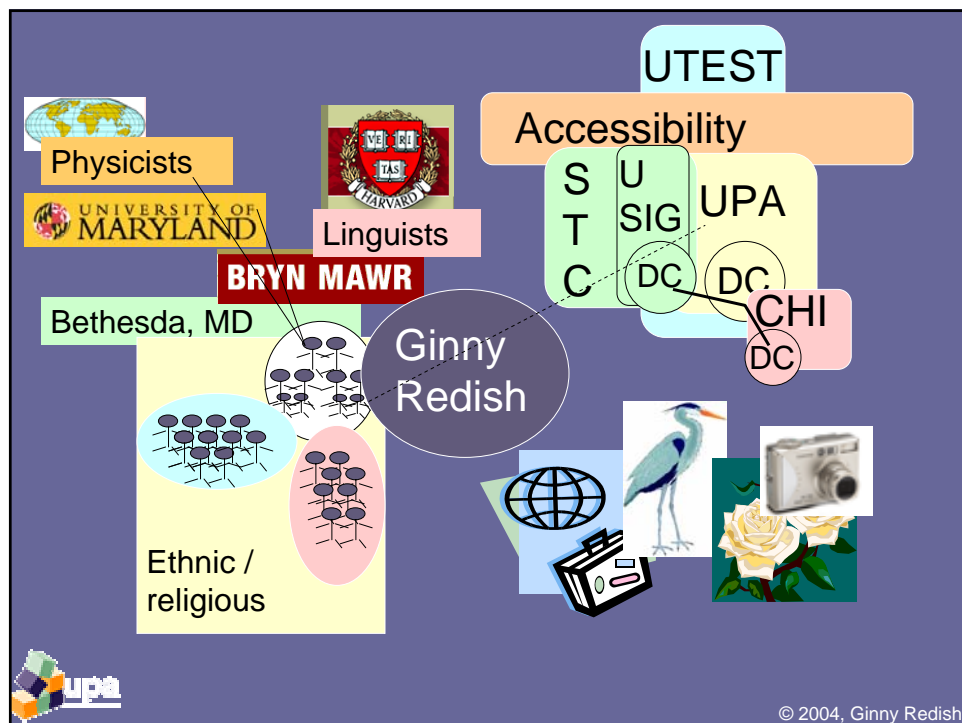 UTEST
Accessibility
Physicists
VE RI
TAS
HARVARD
UNIVERSITY OF
MARYLAND
Linguists
BRYN MAWR
Bethesda, MD
S
T
C
U
SIG
DC
UPA
DC
CHI
DC
Ginny
Redish
Ethnic /
religious
upa
© 2004, Ginny Redish